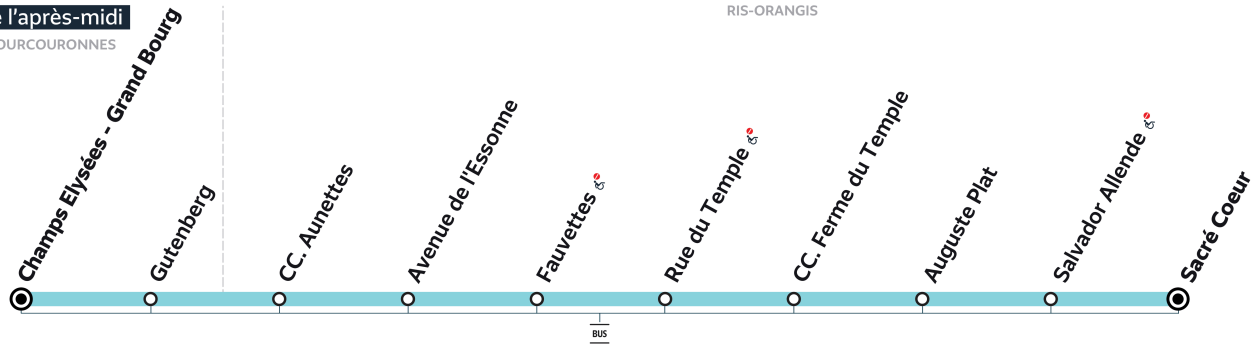 l'après-midi
OURCOURONNES
RIS-ORANGIS
Champs Elysées - Grand Bourg
Gutenberg
CC. Aunettes
Avenue de l'Essonne
Fauvettes
Rue du Temple
CC. Ferme du Temple
Auguste Plat
Salvador Allende
Sacré Coeur
BUS